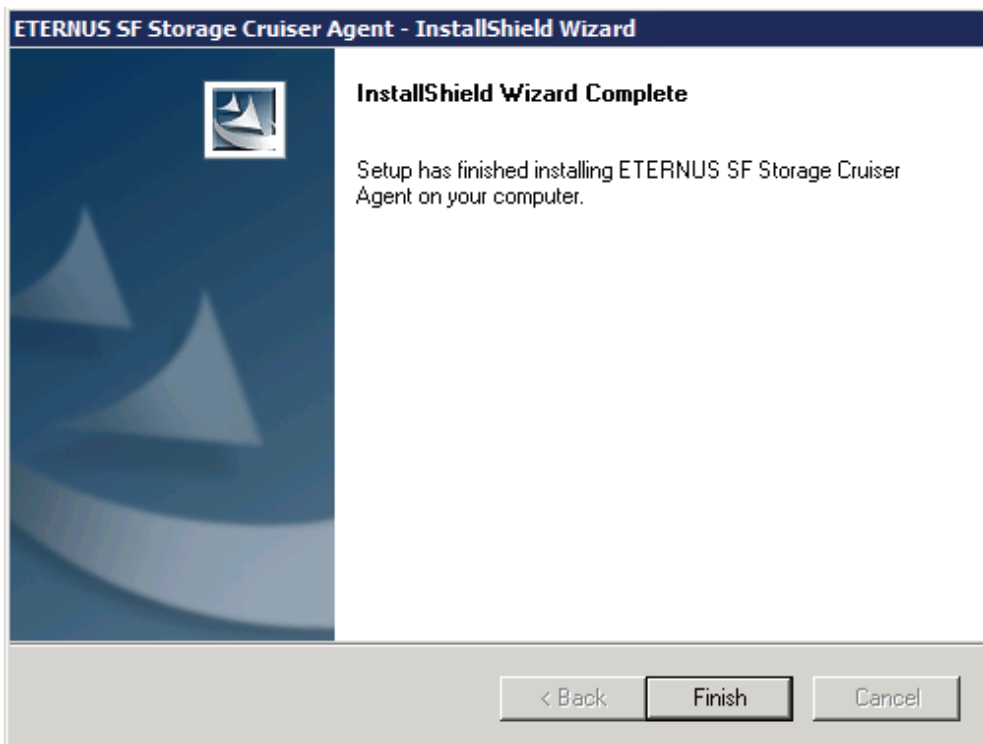 ETERNUS SF Storage Cruiser Agent - InstallShield Wizard
InstallShield Wizard Complete
Setup has finished installing ETERNUS SF Storage Cruiser
Agent on your computer.
< Back
Finish
Cancel